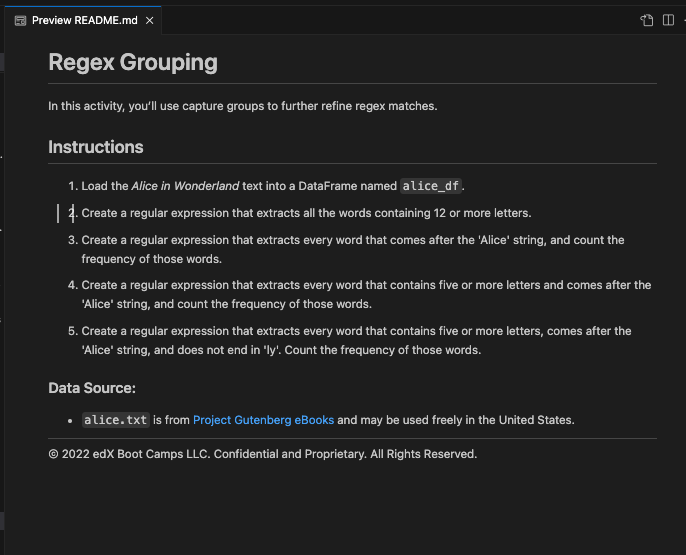 Preview README.md
Regex Grouping
In this activity, you’ll use capture groups to further refine regex matches.
Instructions
1. Load the Alice in Wonderland text into a DataFrame named alice_df.
2. Create a regular expression that extracts all the words containing 12 or more letters.
3. Create a regular expression that extracts every word that comes after the 'Alice' string, and count the
frequency of those words.
4. Create a regular expression that extracts every word that contains five or more letters and comes after the
'Alice' string, and count the frequency of those words.
5. Create a regular expression that extracts every word that contains five or more letters, comes after the
'Alice' string, and does not end in 'ly'. Count the frequency of those words.
Data Source:
• alice.txt is from Project Gutenberg eBooks and may be used freely in the United States.
© 2022 edX Boot Camps LLC. Confidential and Proprietary. All Rights Reserved.